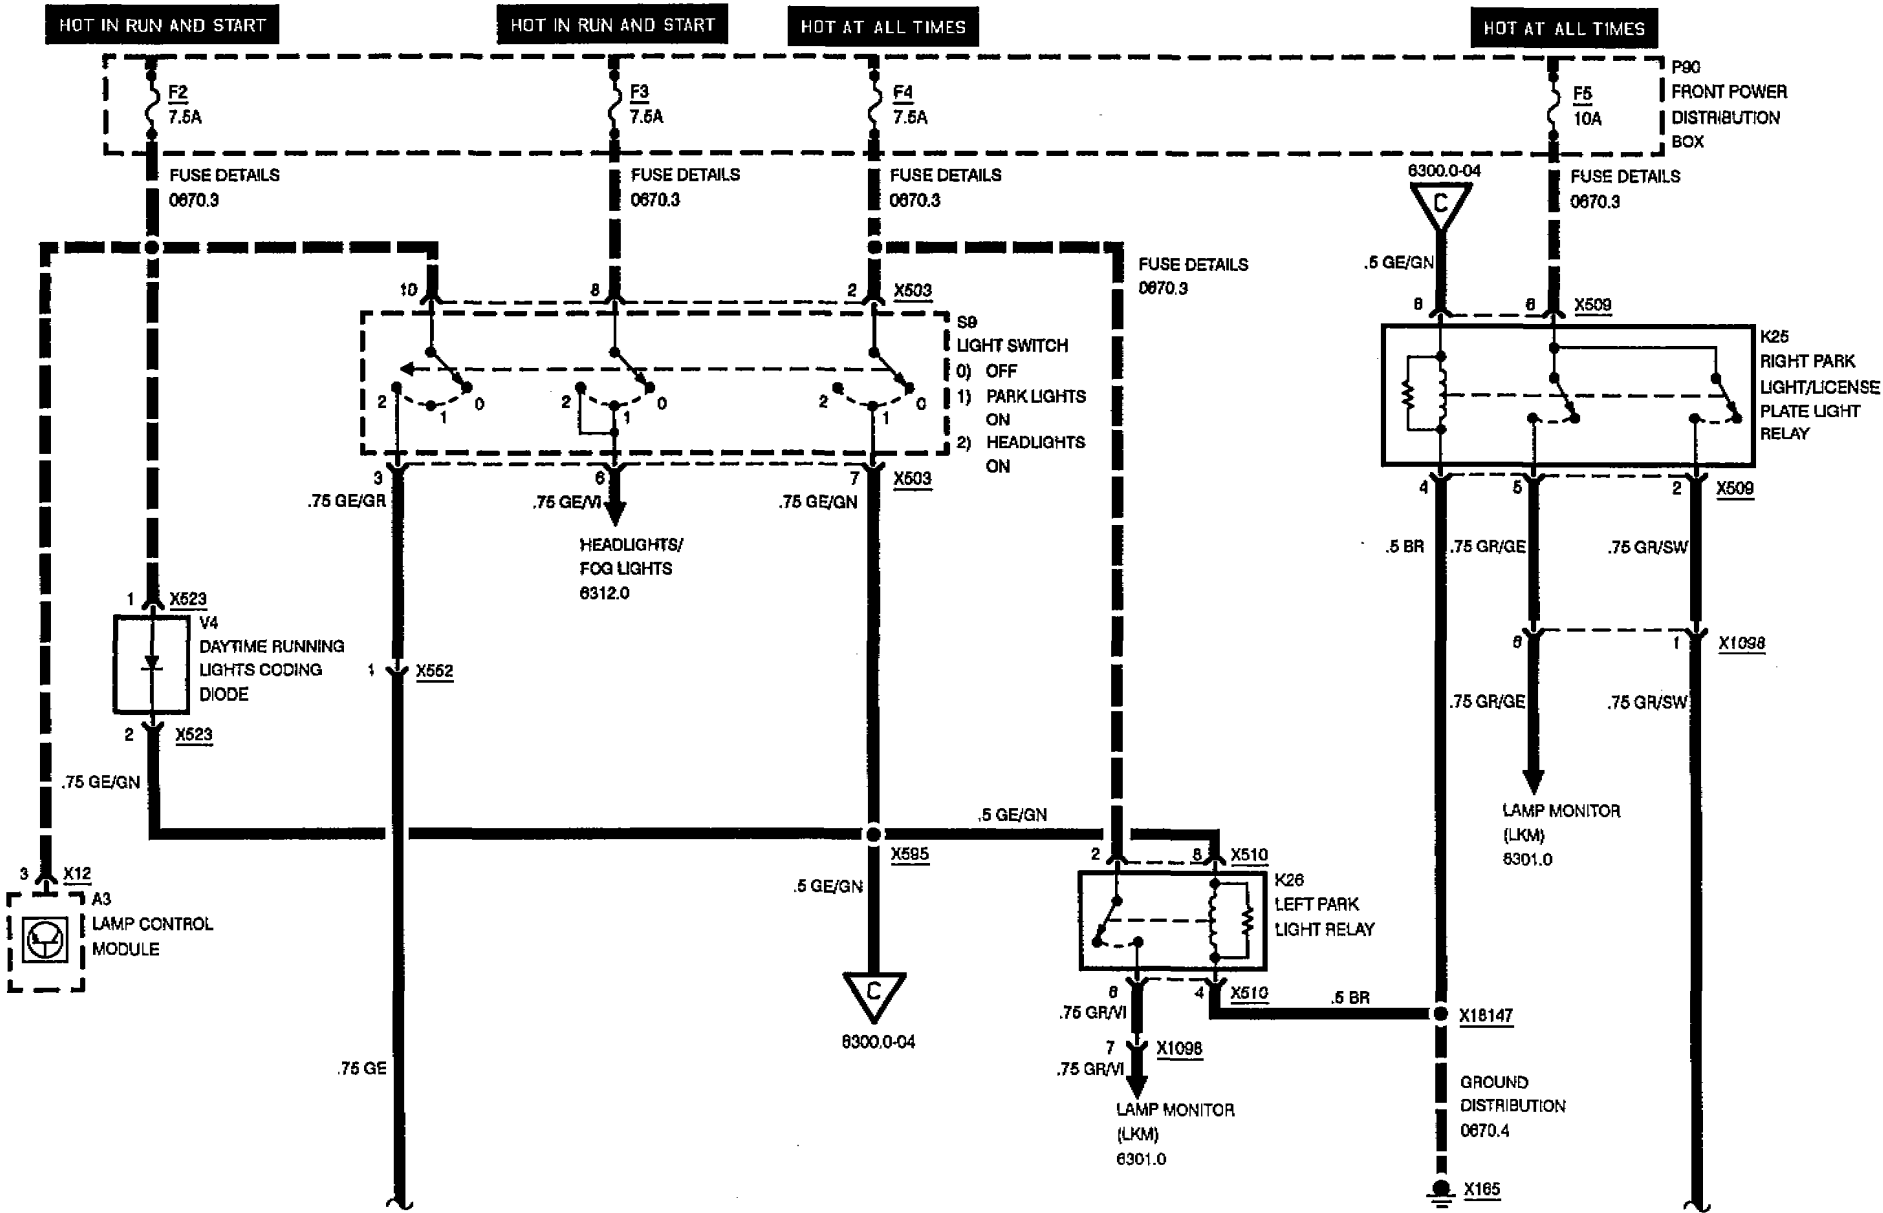 HOT IN RUN AND START
HOT IN RUN AND START
HOT AT ALL TIMES
HOT AT ALL TIMES
F2
7.5A
F3
7.5A
F4
7.5A
F5
10A
P90
FRONT POWER
DISTRIBUTION
BOX
FUSE DETAILS
0670.3
FUSE DETAILS
0670.3
FUSE DETAILS
0670.3
6300.0-04
C
FUSE DETAILS
0670.3
FUSE DETAILS
0670.3
.5 GE/GN
10
8
2
X503
8
6
X509
S9
LIGHT SWITCH
0) OFF
1) PARK LIGHTS
ON
2) HEADLIGHTS
ON
2
1
0
2
1
0
2
1
0
K25
RIGHT PARK
LIGHT/LICENSE
PLATE LIGHT
RELAY
3
6
7
X503
.75 GE/GR
.75 GE/VI
.75 GE/GN
4
5
2
X509
HEADLIGHTS/
FOG LIGHTS
6312.0
.5 BR
.75 GR/GE
.75 GR/SW
1
X523
V4
DAYTIME RUNNING
LIGHTS CODING
DIODE
1
X552
6
1
X1098
2
X523
.75 GR/GE
.75 GR/SW
.75 GE/GN
.5 GE/GN
LAMP MONITOR
(LKM)
6301.0
X595
2
8
X510
3
X12
A3
LAMP CONTROL
MODULE
.5 GE/GN
K26
LEFT PARK
LIGHT RELAY
C
6300.0-04
6
4
X510
.5 BR
.75 GR/VI
X18147
7
X1098
.75 GR/VI
.75 GE
LAMP MONITOR
(LKM)
6301.0
GROUND
DISTRIBUTION
0670.4
X165